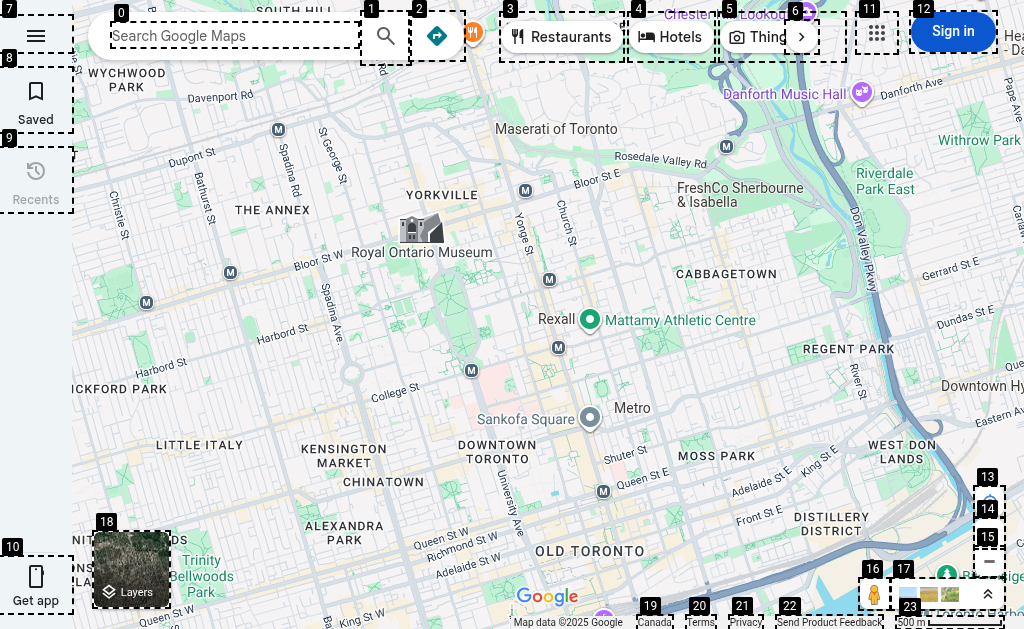 7
0
1
2
3
4
5
6
11
12
SOUTH HILL
Chester
Lookou
Search Google Maps
Restaurants
Hotels
Thing
Sign in
8
WYCHWOOD
PARK
Davenport Rd
Danforth Music Hall
Danforth Ave
Pape Ave
Saved
9
Maserati of Toronto
Withrow Park
Dupont St
Spadina Rd
St George St
Rosedale Valley Rd
Bloor St E
Riverdale
Park East
Recents
Christie St
Bathurst St
THE ANNEX
YORKVILLE
Yonge St
Church St
FreshCo Sherbourne
& Isabella
Don Valley Pkwy
Royal Ontario Museum
Bloor St W
CABBAGETOWN
Gerrard St E
Spadina Ave
Harbord St
Rexall
Mattamy Athletic Centre
Dundas St E
REGENT PARK
Harbord St
ICKFORD PARK
College St
River St
Downtown Hy
Sankofa Square
Metro
Eastern Av
LITTLE ITALY
KENSINGTON
MARKET
DOWNTOWN
TORONTO
Shuter St
MOSS PARK
King St E
WEST DON
LANDS
CHINATOWN
University Ave
Queen St E
Adelaide St E
13
14
18
ALEXANDRA
PARK
Front St E
DISTILLERY
DISTRICT
Queen St W
Richmond St W
Adelaide St W
15
10
OLD TORONTO
Trinity
Bellwoods
Park
16
17
Get app
Layers
Google
King St W
19
20
21
22
23
Map data ©2025 Google
Canada
Terms
Privacy
Send Product Feedback
500 m